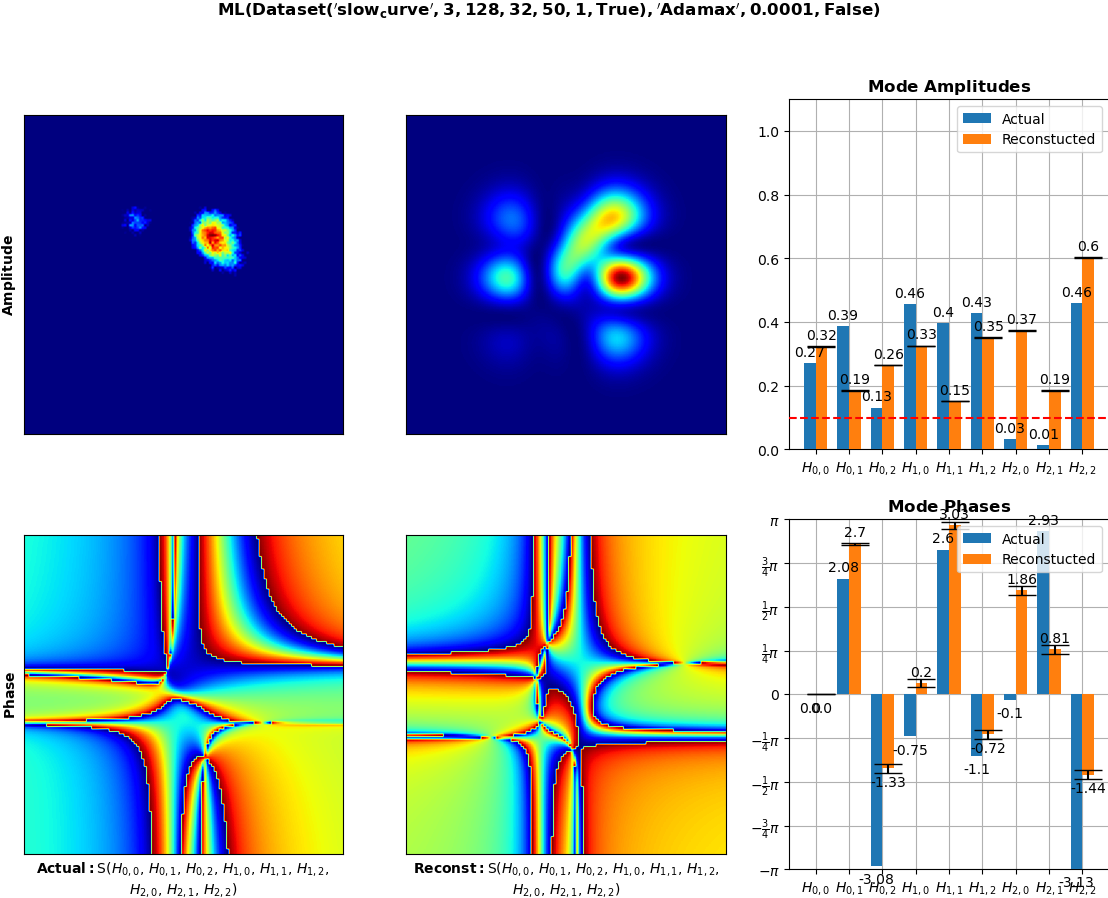 ML(Dataset('slow_curve', 3, 128, 32, 50, 1, True), 'Adamax', 0.0001, False)
Amplitude
Mode Amplitudes
Actual
Reconstucted
1.0
0.8
0.6
0.4
0.2
0.0
0.27 0.39 0.13 0.46 0.4 0.43 0.03 0.01 0.46
0.32 0.19 0.26 0.33 0.15 0.35 0.37 0.19 0.6
H0,0 H0,1 H0,2 H1,0 H1,1 H1,2 H2,0 H2,1 H2,2
Phase
Actual: S(H0,0, H0,1, H0,2, H1,0, H1,1, H1,2,
H2,0, H2,1, H2,2)
Reconst: S(H0,0, H0,1, H0,2, H1,0, H1,1, H1,2,
H2,0, H2,1, H2,2)
Mode Phases
Actual
Reconstucted
π
3/4π
1/2π
1/4π
0
−1/4π
−1/2π
−3/4π
−π
0.0 2.08 -3.08 -0.75 2.6 -1.1 -0.1 2.93 -3.13
0.0 2.7 -1.33 0.2 3.03 -0.72 1.86 0.81 -1.44
H0,0 H0,1 H0,2 H1,0 H1,1 H1,2 H2,0 H2,1 H2,2